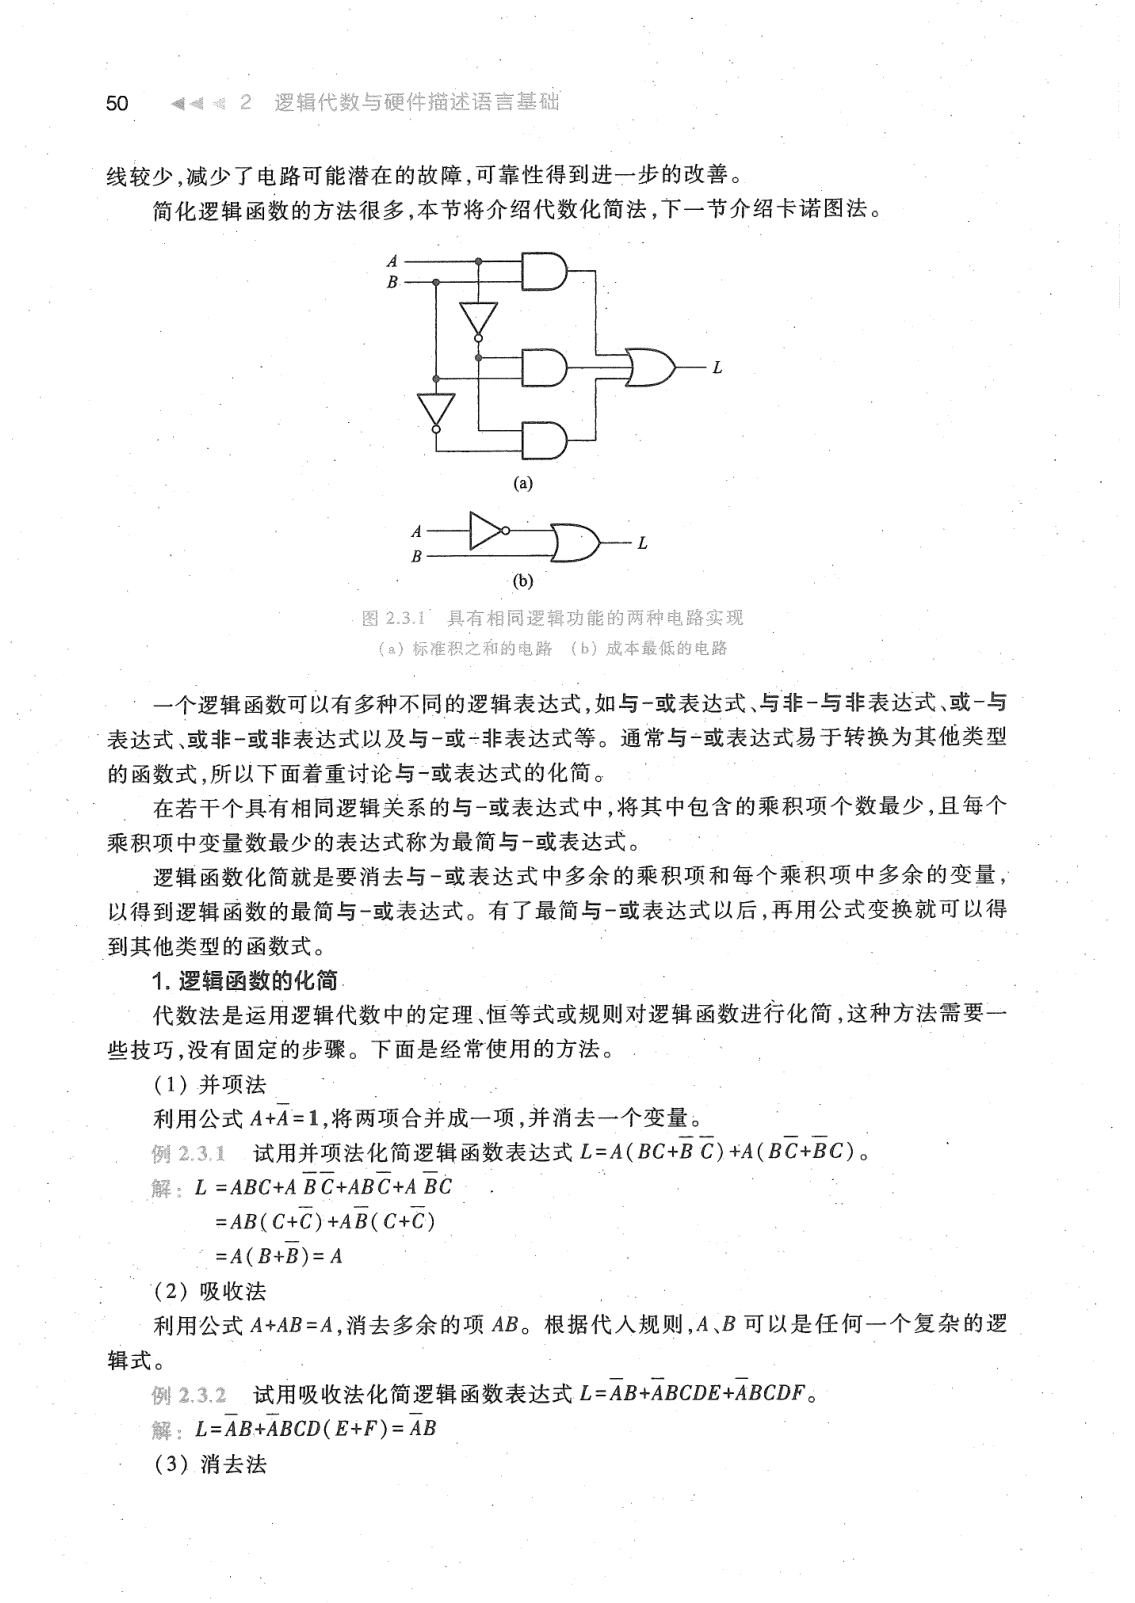 50 2 逻辑代数与硬件描述语言基础
线较少,减少了电路可能潜在的故障,可靠性得到进一步的改善。
简化逻辑函数的方法很多,本节将介绍代数化简法,下一节介绍卡诺图法。
A
B
L
(a)
A
B
L
(b)
图 2.3.1 具有相同逻辑功能的两种电路实现
(a) 标准积之和的电路 (b) 成本最低的电路
一个逻辑函数可以有多种不同的逻辑表达式,如与-或表达式、与非-与非表达式、或-与
表达式、或非-或非表达式以及与-或-非表达式等。通常与-或表达式易于转换为其他类型
的函数式,所以下面着重讨论与-或表达式的化简。
在若干个具有相同逻辑关系的与-或表达式中,将其中包含的乘积项个数最少,且每个
乘积项中变量数最少的表达式称为最简与-或表达式。
逻辑函数化简就是要消去与-或表达式中多余的乘积项和每个乘积项中多余的变量,
以得到逻辑函数的最简与-或表达式。有了最简与-或表达式以后,再用公式变换就可以得
到其他类型的函数式。
1. 逻辑函数的化简
代数法是运用逻辑代数中的定理、恒等式或规则对逻辑函数进行化简,这种方法需要一
些技巧,没有固定的步骤。下面是经常使用的方法。
(1) 并项法
利用公式 A+A̅=1,将两项合并成一项,并消去一个变量。
例 2.3.1 试用并项法化简逻辑函数表达式 L=A(BC+B̅ C̅)+A(BC̅+B̅C)。
解: L =ABC+A B̅ C̅+ABC̅+A B̅C
=AB(C+C̅)+AB̅(C+C̅)
=A(B+B̅)= A
(2) 吸收法
利用公式 A+AB=A,消去多余的项 AB。根据代入规则,A、B 可以是任何一个复杂的逻
辑式。
例 2.3.2 试用吸收法化简逻辑函数表达式 L=A̅B+A̅BCDE+A̅BCDF。
解: L=A̅B+A̅BCD(E+F)= A̅B
(3) 消去法